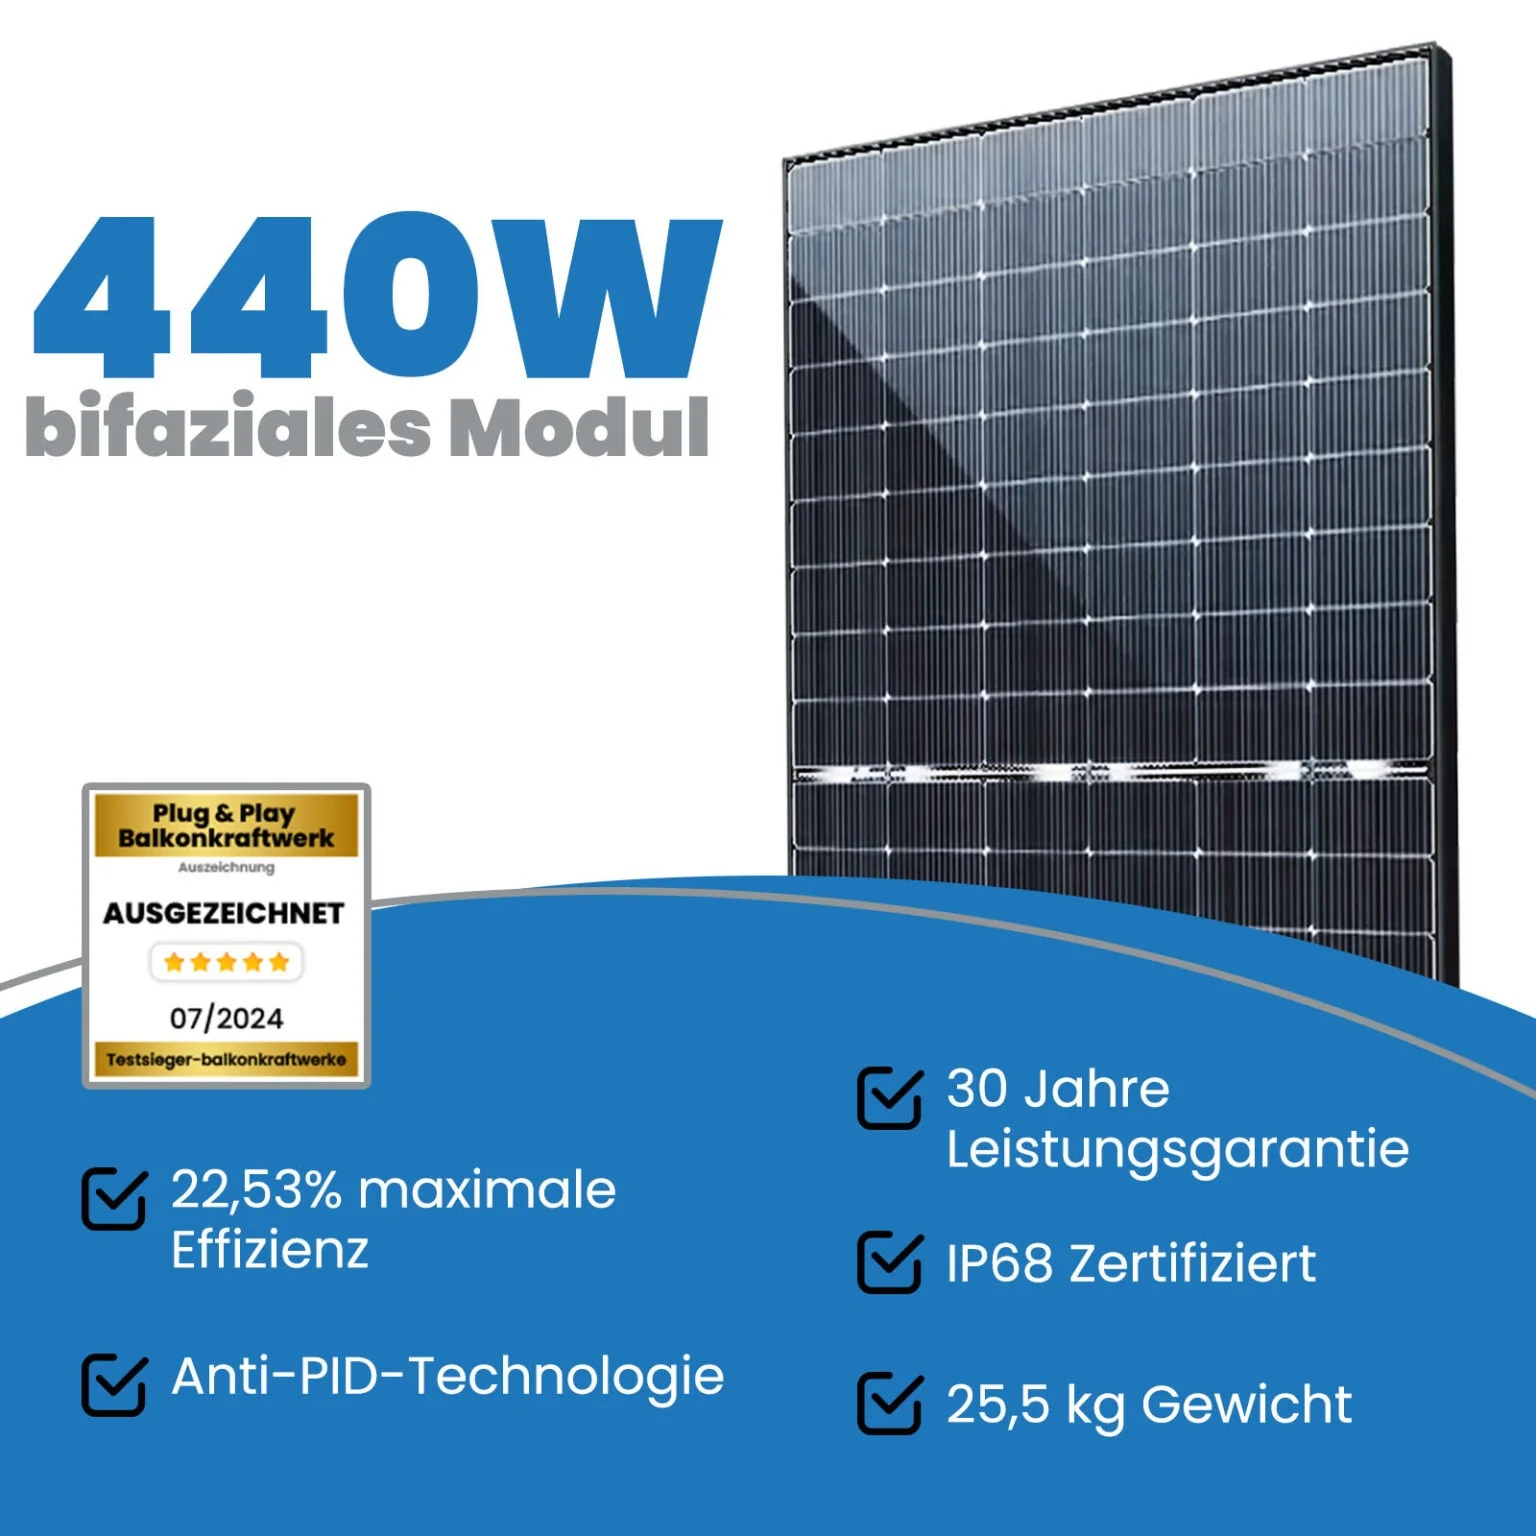 440W
bifaziales Modul
Plug & Play
Balkonkraftwerk
Auszeichnung
AUSGEZEICHNET
07/2024
Testsieger-balkonkraftwerke
22,53% maximale
Effizienz
Anti-PID-Technologie
30 Jahre
Leistungsgarantie
IP68 Zertifiziert
25,5 kg Gewicht